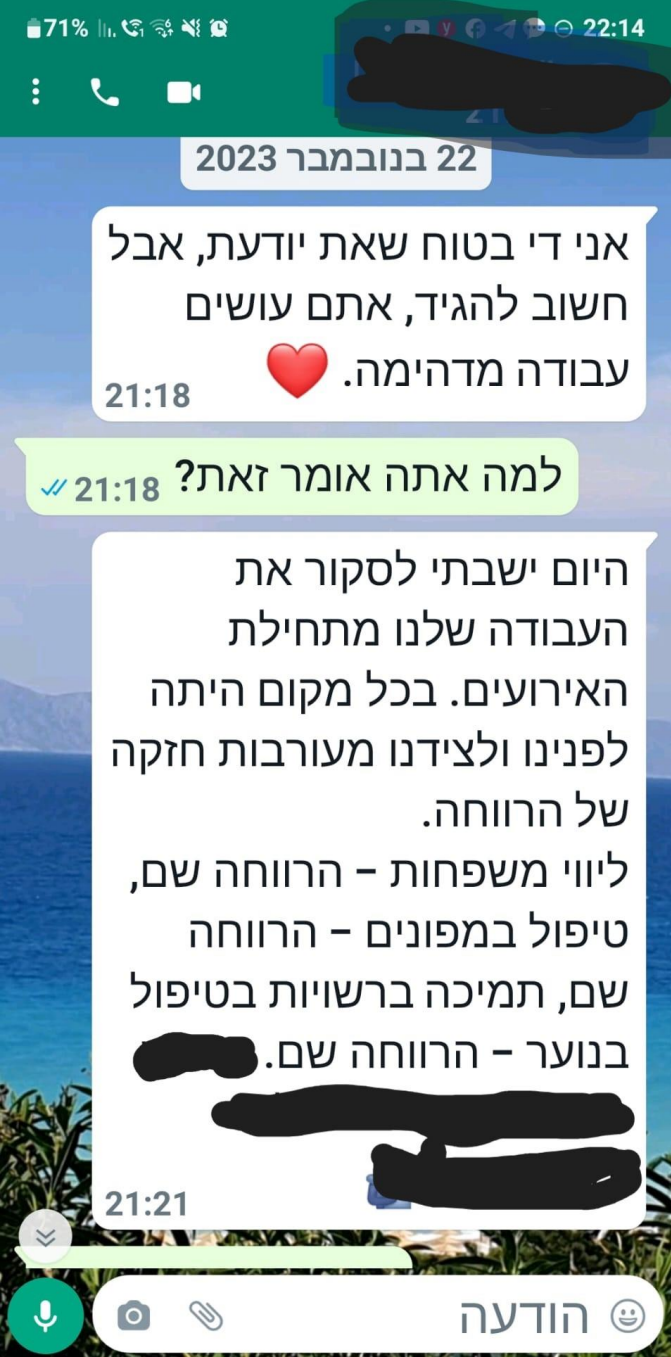 71% 22:14
22 בנובמבר 2023
אני די בטוח שאת יודעת, אבל
חשוב להגיד, אתם עושים
עבודה מדהימה. ❤️
21:18
למה אתה אומר זאת?
21:18
היום ישבתי לסקור את
העבודה שלנו מתחילת
האירועים. בכל מקום היתה
לפנינו ולצידנו מעורבות חזקה
של הרווחה.
ליווי משפחות – הרווחה שם,
טיפול במפונים – הרווחה
שם, תמיכה ברשויות בטיפול
בנוער – הרווחה שם.
21:21
הודעה